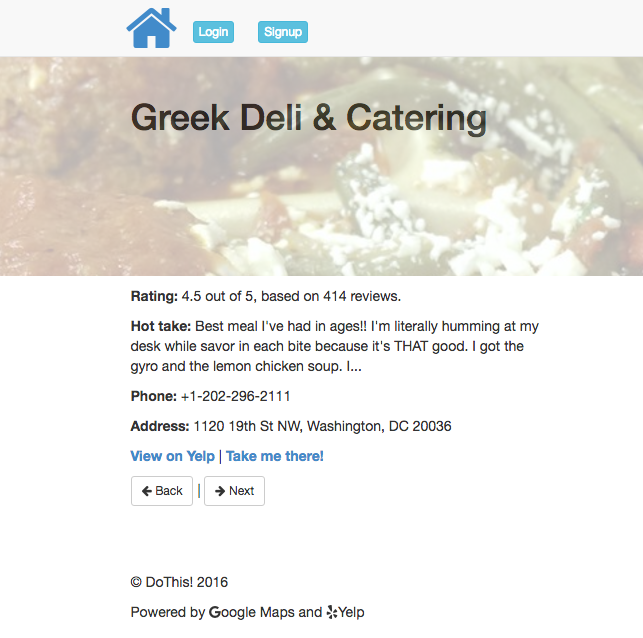 Login Signup
Greek Deli & Catering
Rating: 4.5 out of 5, based on 414 reviews.
Hot take: Best meal I've had in ages!! I'm literally humming at my
desk while savor in each bite because it's THAT good. I got the
gyro and the lemon chicken soup. I...
Phone: +1-202-296-2111
Address: 1120 19th St NW, Washington, DC 20036
View on Yelp | Take me there!
Back | Next
© DoThis! 2016
Powered by Google Maps and Yelp